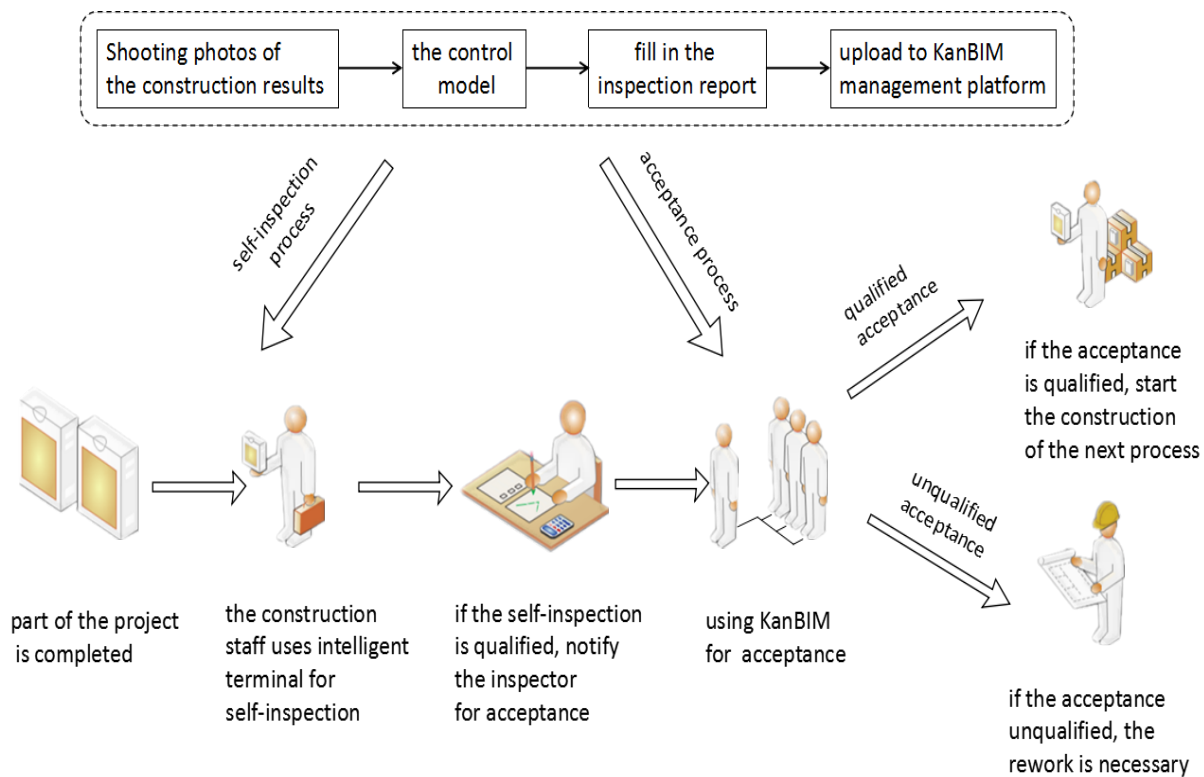 Shooting photos of
the construction results
the control
model
fill in the
inspection report
upload to KanBIM
management platform
self-inspection
process
acceptance process
qualified
acceptance
if the acceptance
is qualified, start
the construction
of the next process
unqualified
acceptance
part of the project
is completed
the construction
staff uses intelligent
terminal for
self-inspection
if the self-inspection
is qualified, notify
the inspector
for acceptance
using KanBIM
for acceptance
if the acceptance
unqualified, the
rework is necessary